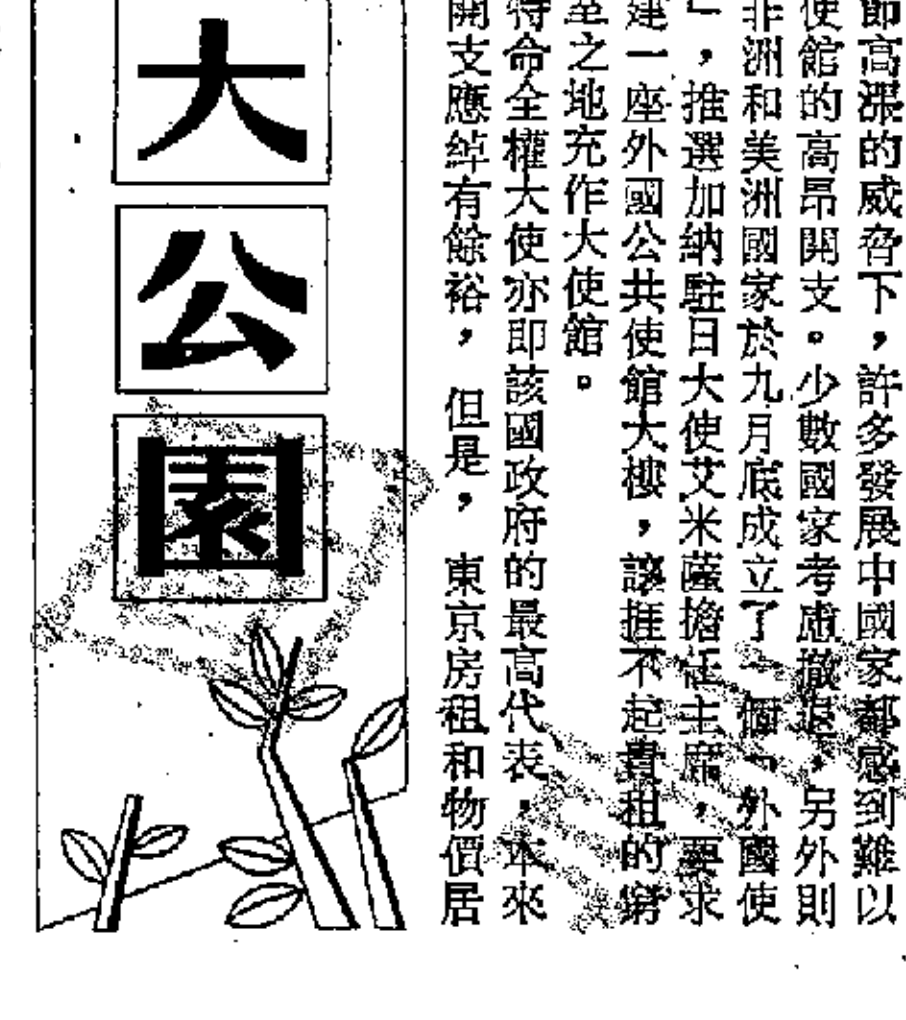 節高漲的威脅下，許多發展中國家都感到難以
使館的高昂開支。少數國家考慮撤退，另外則
非洲和美洲國家於九月底成立了一個「外國使
」，推選加納駐日大使艾米薩擔任主席，要求
建一座外國公共使館大樓，讓捱不起貴租的窮
之地充作大使館。
特命全權大使亦即該國政府的最高代表，本來
開支應綽有餘裕，但是，東京房租和物價居
大公園